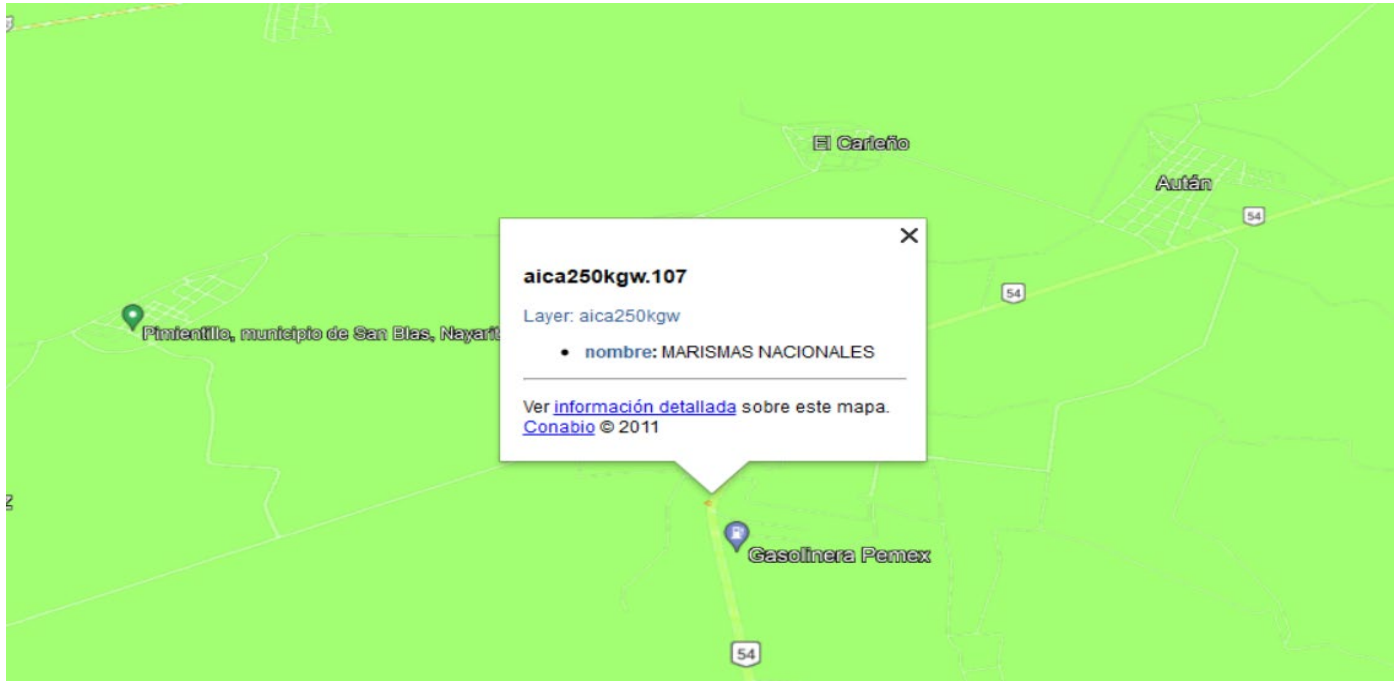 El Carleño
Aután
54
54
aica250kgw.107
Layer: aica250kgw
• nombre: MARISMAS NACIONALES
Ver información detallada sobre este mapa.
Conabio © 2011
Pimientillo, municipio de San Blas, Nayarit
Gasolinera Pemex
54